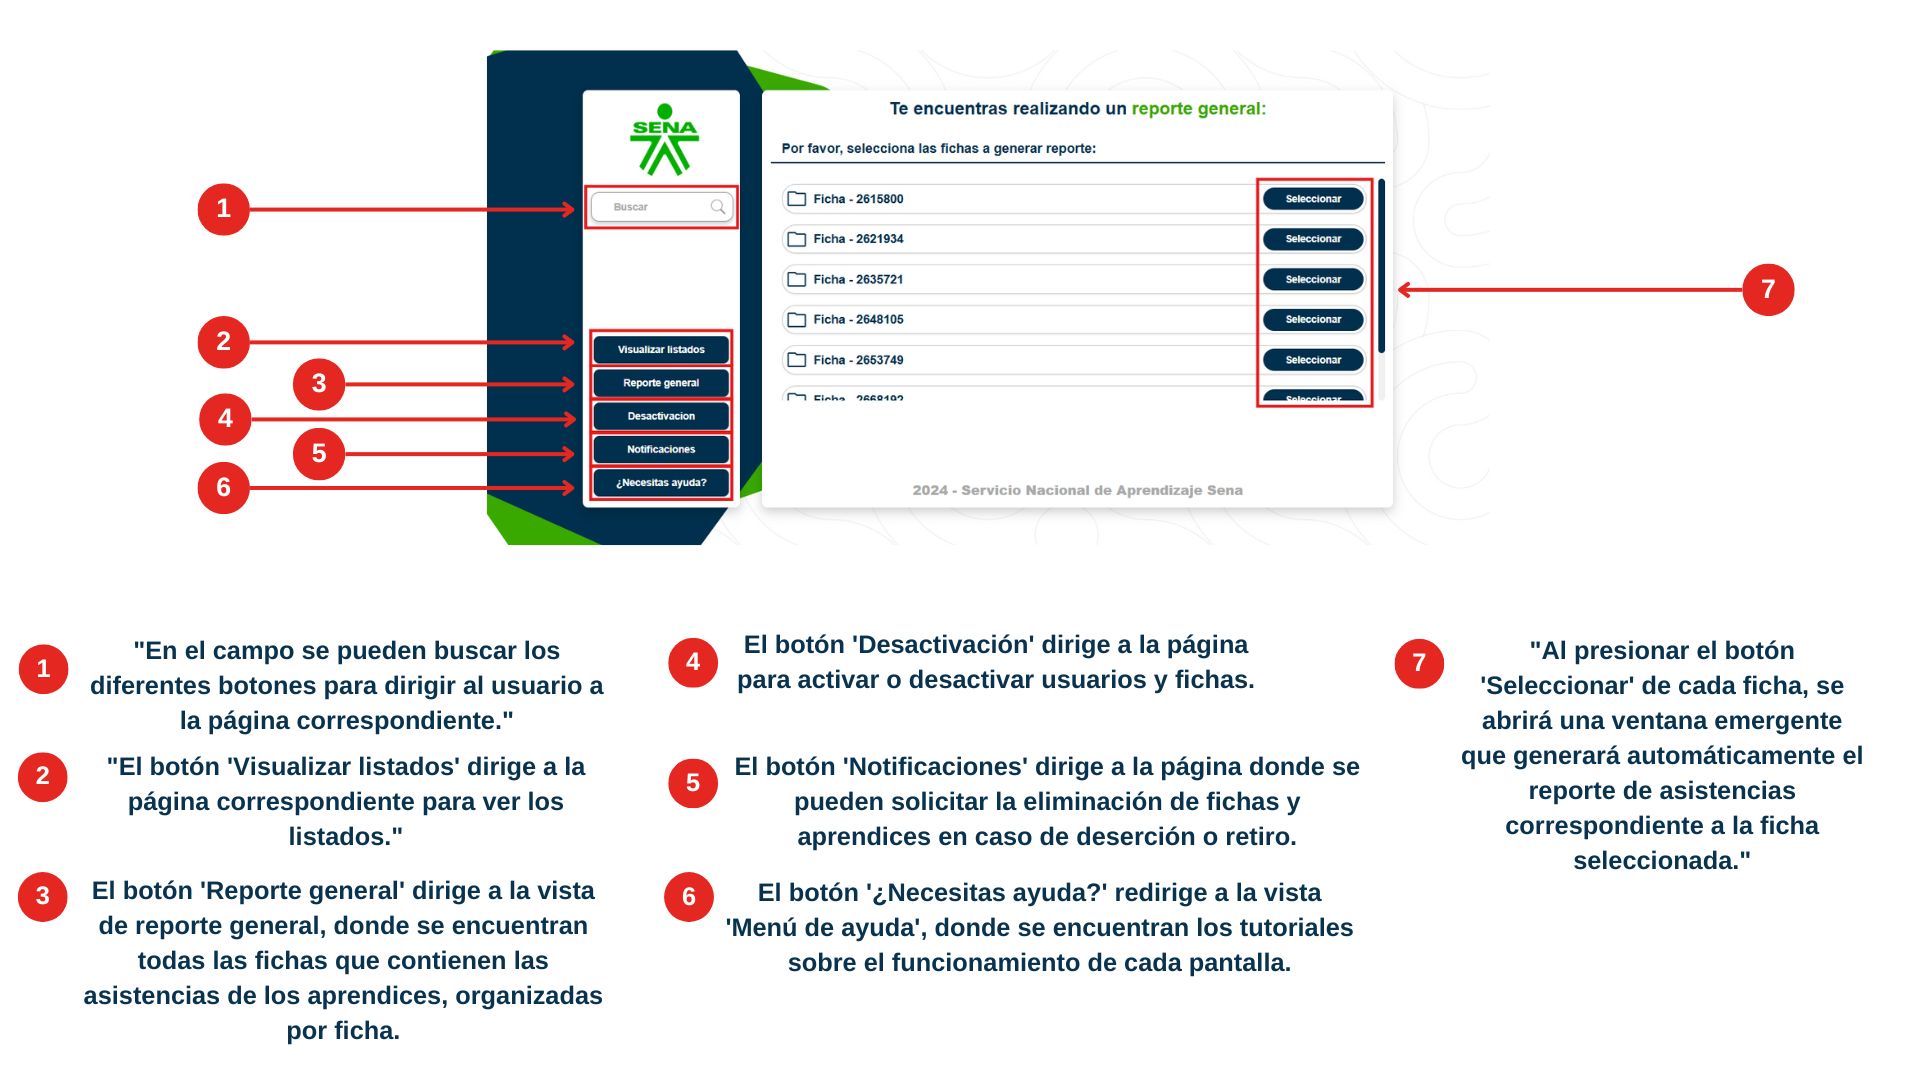 SENA
Te encuentras realizando un reporte general:
Por favor, selecciona las fichas a generar reporte:
1
Buscar
Ficha - 2615800
Seleccionar
Ficha - 2621934
Seleccionar
Ficha - 2635721
Seleccionar
7
Ficha - 2648105
Seleccionar
Ficha - 2653749
Seleccionar
Ficha - 2668192
Seleccionar
2
Visualizar listados
3
Reporte general
4
Desactivacion
5
Notificaciones
6
¿Necesitas ayuda?
2024 - Servicio Nacional de Aprendizaje Sena
1
"En el campo se pueden buscar los
diferentes botones para dirigir al usuario a
la página correspondiente."
2
"El botón 'Visualizar listados' dirige a la
página correspondiente para ver los
listados."
3
El botón 'Reporte general' dirige a la vista
de reporte general, donde se encuentran
todas las fichas que contienen las
asistencias de los aprendices, organizadas
por ficha.
4
El botón 'Desactivación' dirige a la página
para activar o desactivar usuarios y fichas.
5
El botón 'Notificaciones' dirige a la página donde se
pueden solicitar la eliminación de fichas y
aprendices en caso de deserción o retiro.
6
El botón '¿Necesitas ayuda?' redirige a la vista
'Menú de ayuda', donde se encuentran los tutoriales
sobre el funcionamiento de cada pantalla.
7
"Al presionar el botón
'Seleccionar' de cada ficha, se
abrirá una ventana emergente
que generará automáticamente el
reporte de asistencias
correspondiente a la ficha
seleccionada."